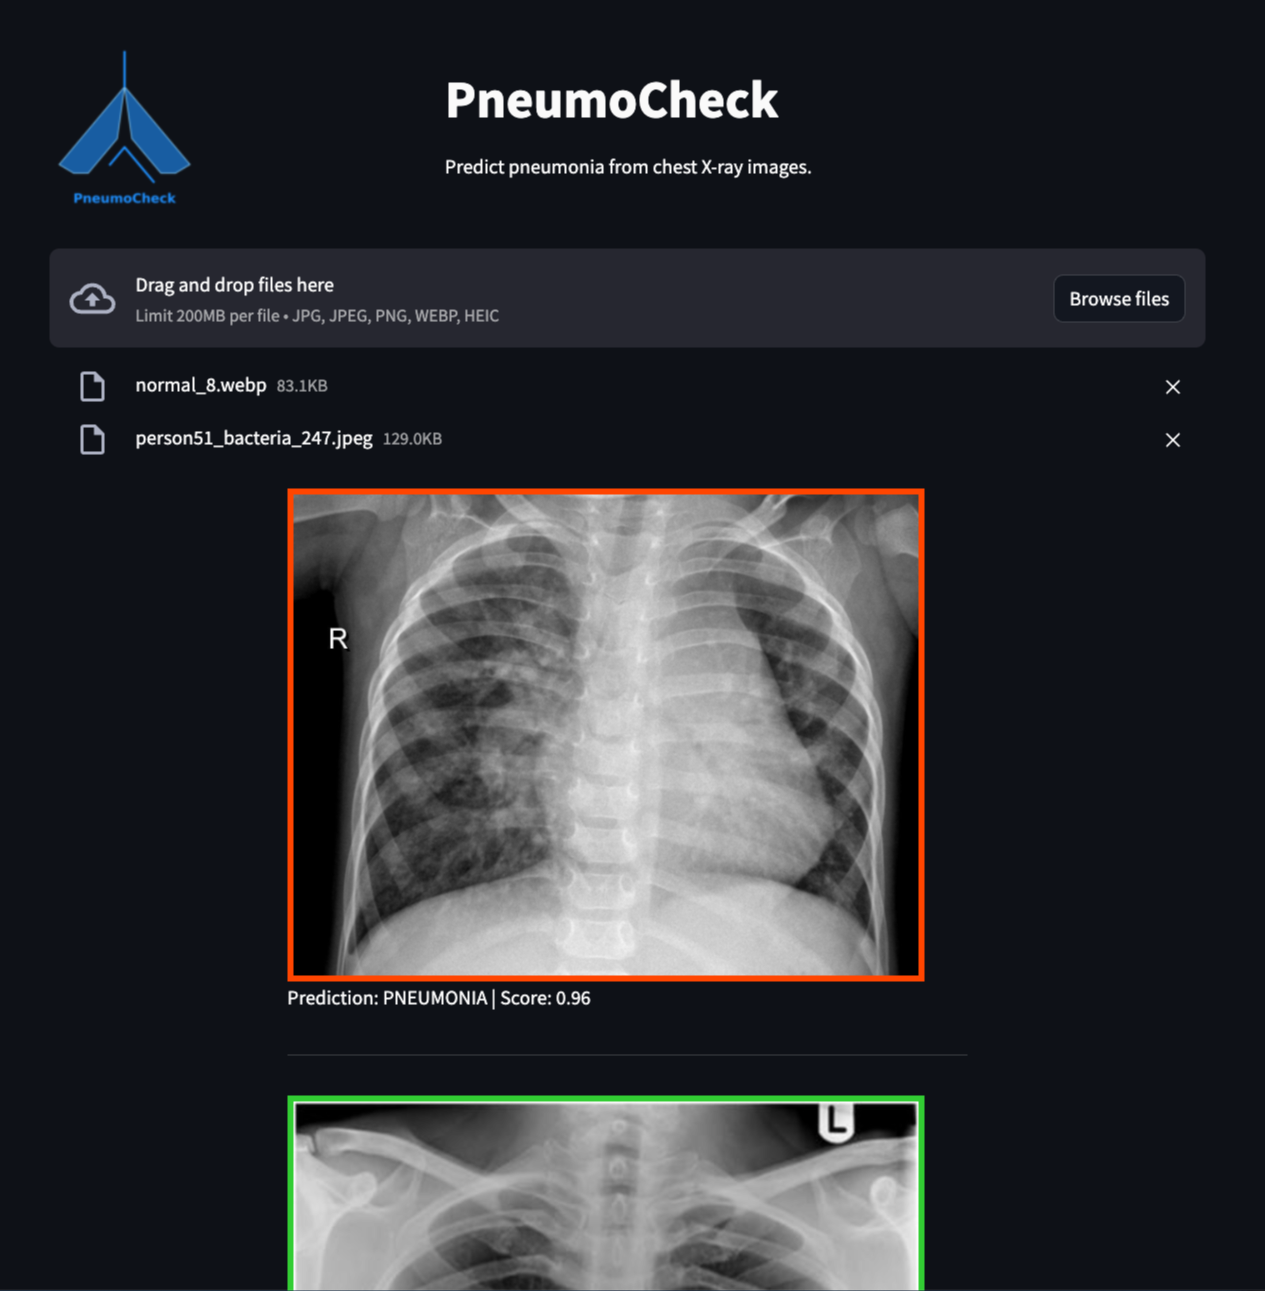 PneumoCheck
PneumoCheck
Predict pneumonia from chest X-ray images.
Drag and drop files here
Limit 200MB per file • JPG, JPEG, PNG, WEBP, HEIC
Browse files
normal_8.webp 83.1KB
person51_bacteria_247.jpeg 129.0KB
R
Prediction: PNEUMONIA | Score: 0.96
L